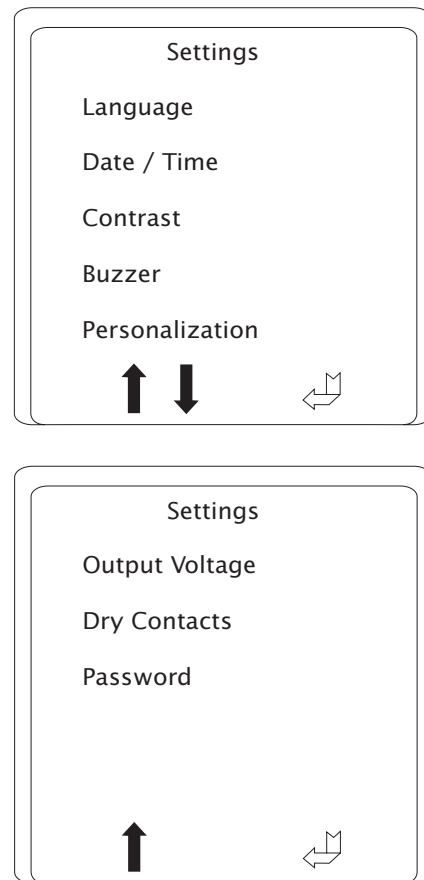 Settings
Language
Date / Time
Contrast
Buzzer
Personalization
Settings
Output Voltage
Dry Contacts
Password